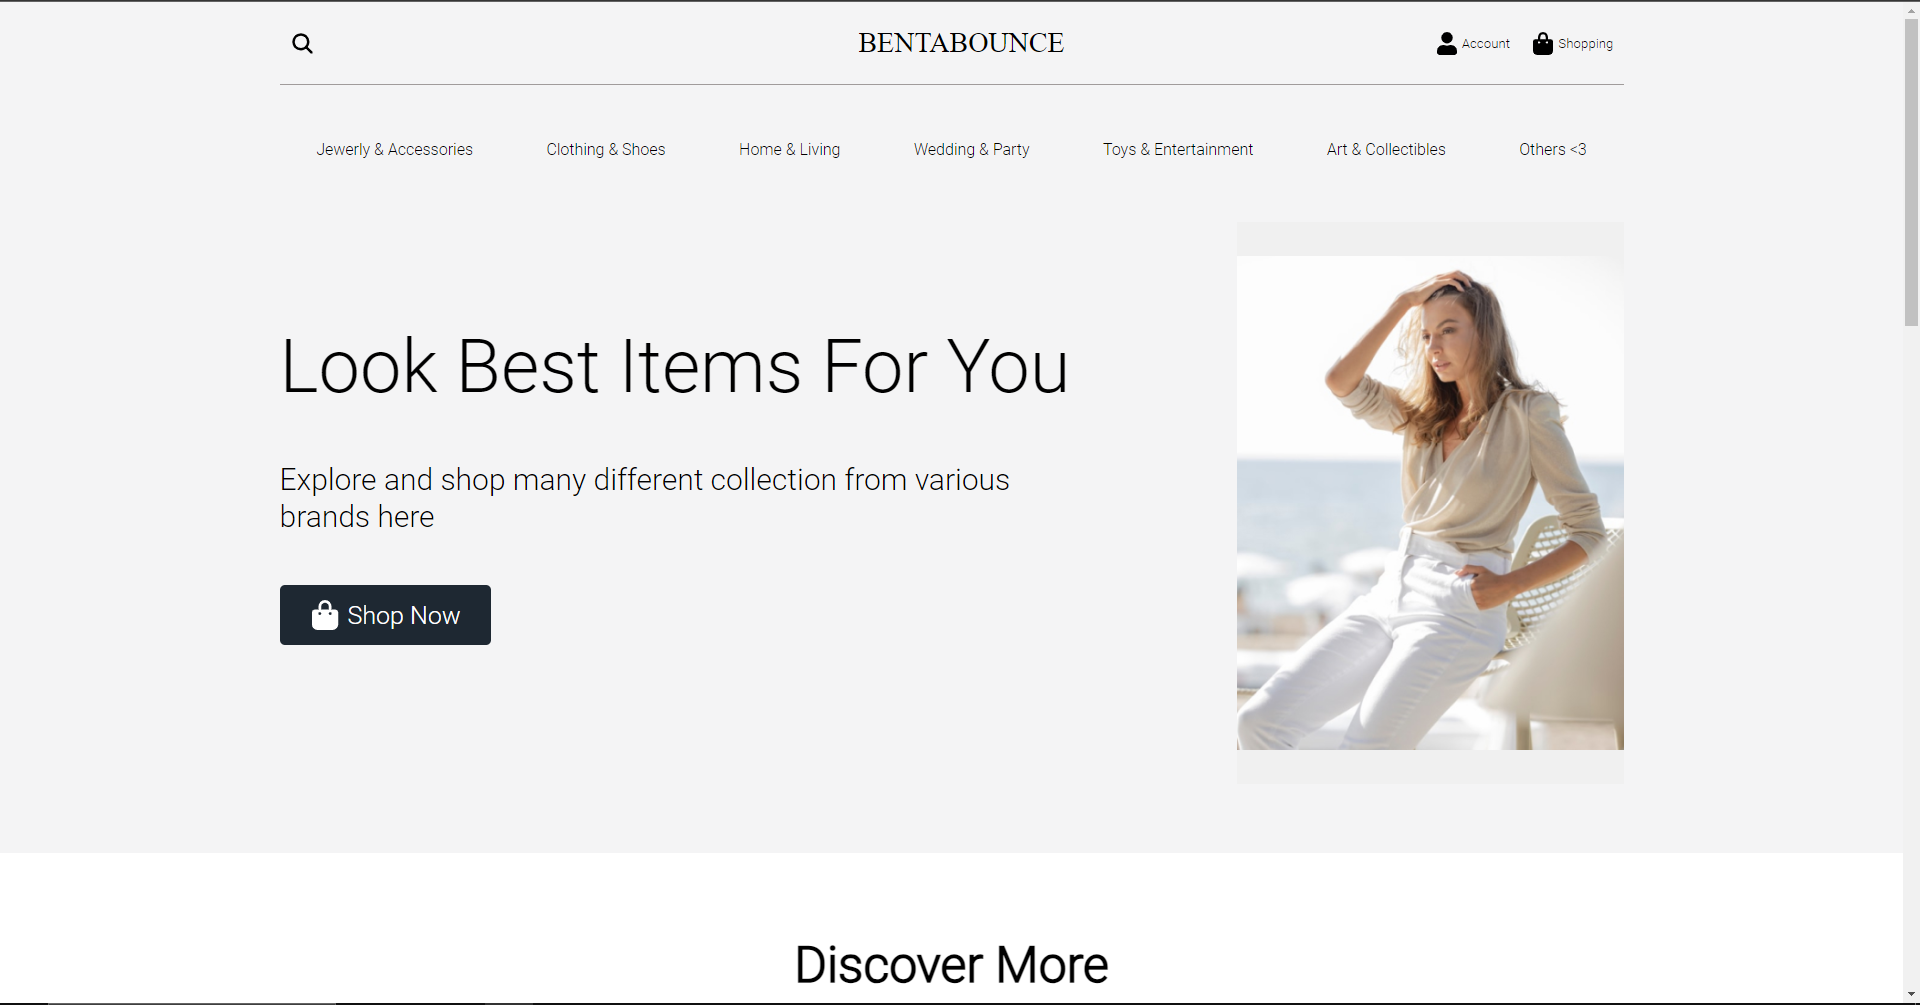 BENTABOUNCE
Account
Shopping
Jewerly & Accessories
Clothing & Shoes
Home & Living
Wedding & Party
Toys & Entertainment
Art & Collectibles
Others <3
Look Best Items For You
Explore and shop many different collection from various
brands here
Shop Now
Discover More